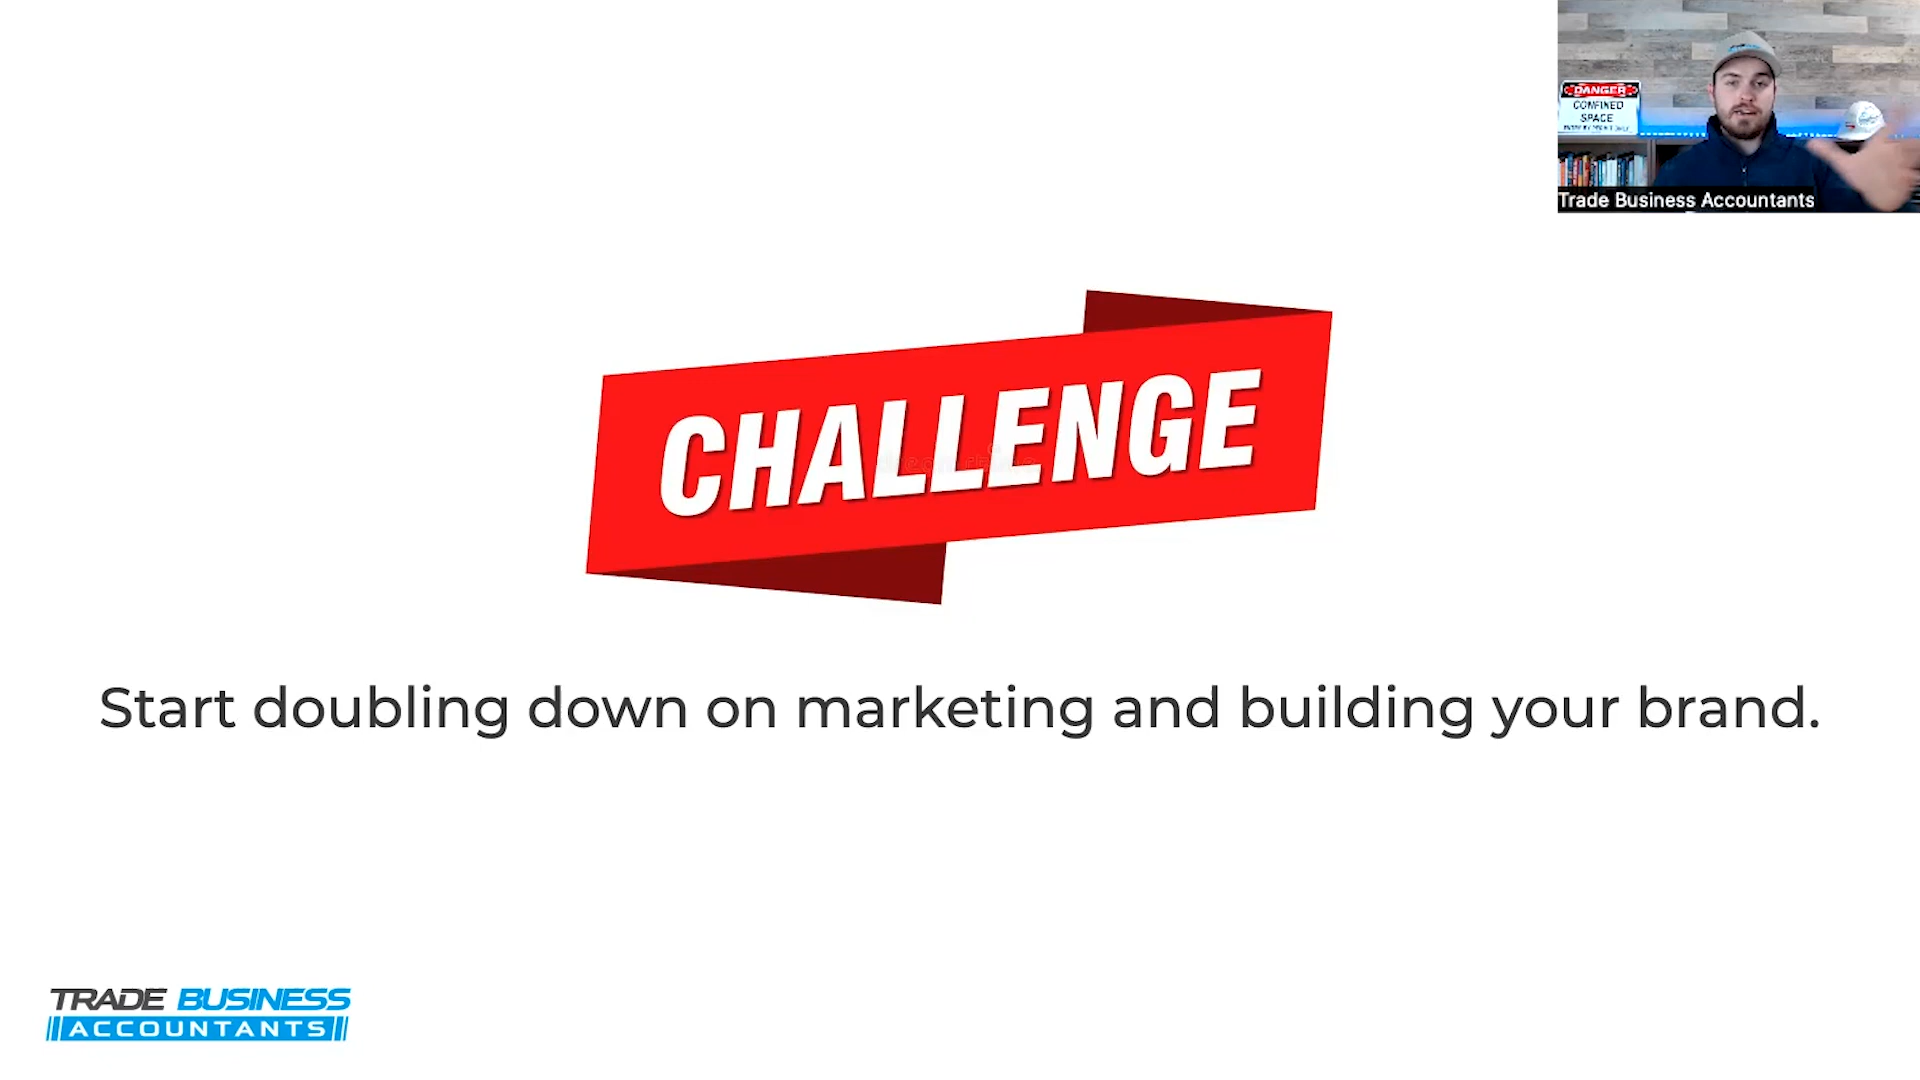 DANGER
CONFINED
SPACE
Trade Business Accountants
CHALLENGE
Start doubling down on marketing and building your brand.
TRADE BUSINESS
ACCOUNTANTS